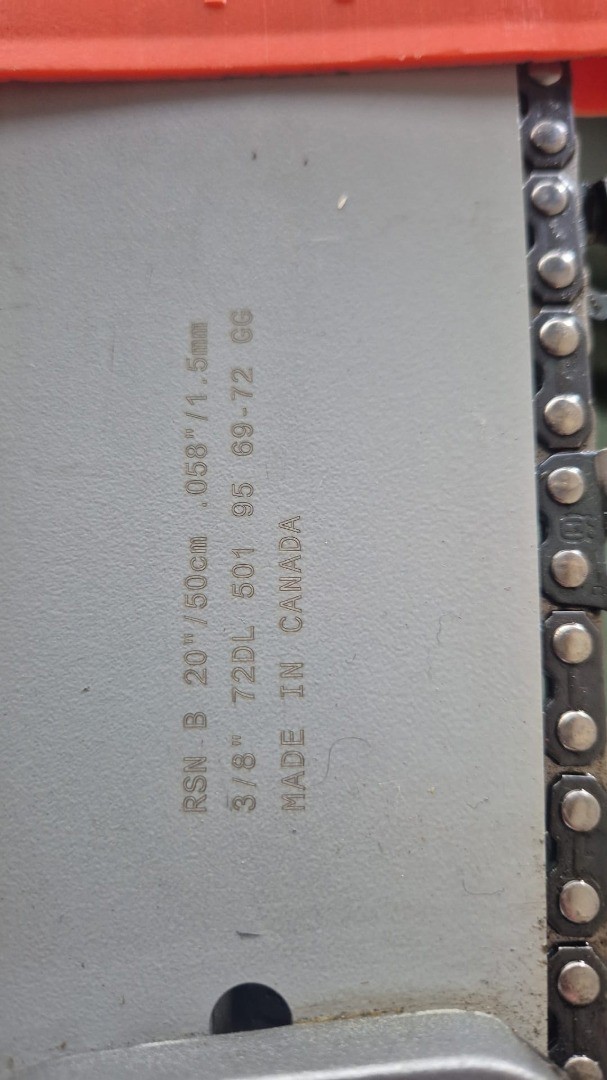 RSN-B 20"/50cm .058"/1.5mm
3/8" 72DL 501 95 69-72 GG
MADE IN CANADA